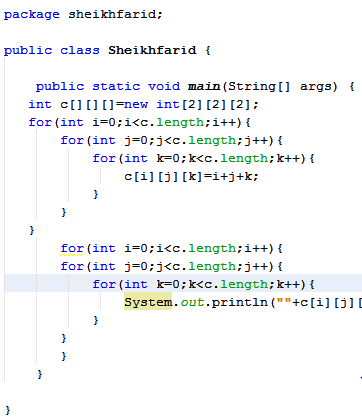 package sheikhfarid;
public class Sheikhfarid {
public static void main(String[] args) {
int c[][][]=new int[2][2][2];
for(int i=0;i<c.length;i++){
for(int j=0;j<c.length;j++){
for(int k=0;k<c.length;k++){
c[i][j][k]=i+j+k;
}
}
}
for(int i=0;i<c.length;i++){
for(int j=0;j<c.length;j++){
for(int k=0;k<c.length;k++){
System.out.println(""+c[i][j][
}
}
}
}
}